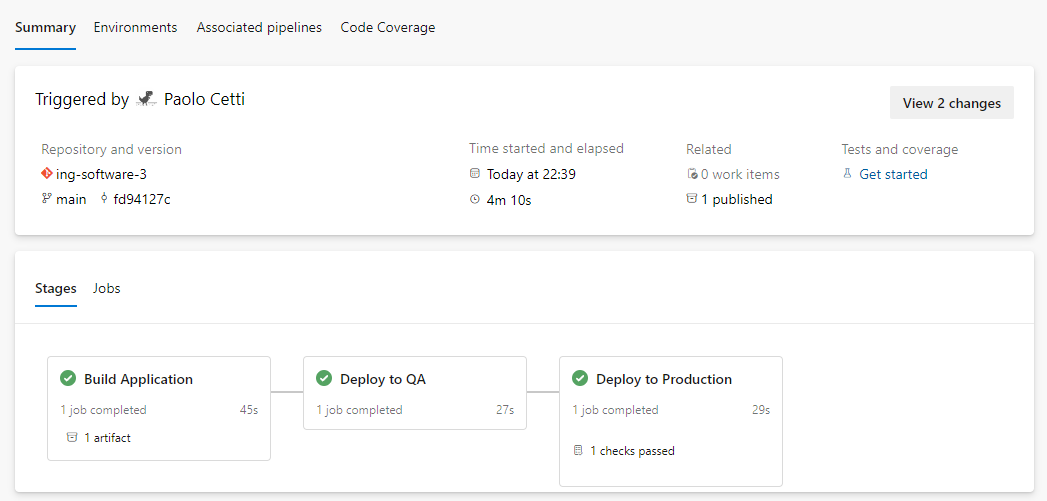 Summary Environments Associated pipelines Code Coverage
Triggered by Paolo Cetti
View 2 changes
Repository and version
ing-software-3
main fd94127c
Time started and elapsed
Today at 22:39
4m 10s
Related
0 work items
1 published
Tests and coverage
Get started
Stages Jobs
Build Application
1 job completed 45s
1 artifact
Deploy to QA
1 job completed 27s
Deploy to Production
1 job completed 29s
1 checks passed